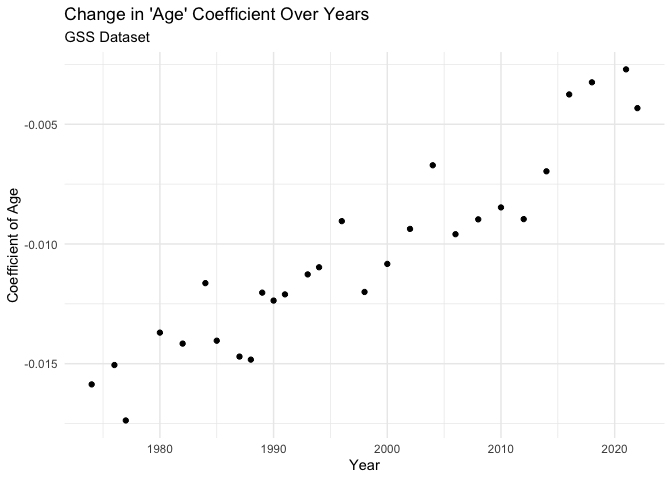 Change in 'Age' Coefficient Over Years
GSS Dataset
-0.005
-0.010
-0.015
Coefficient of Age
1980 1990 2000 2010 2020
Year